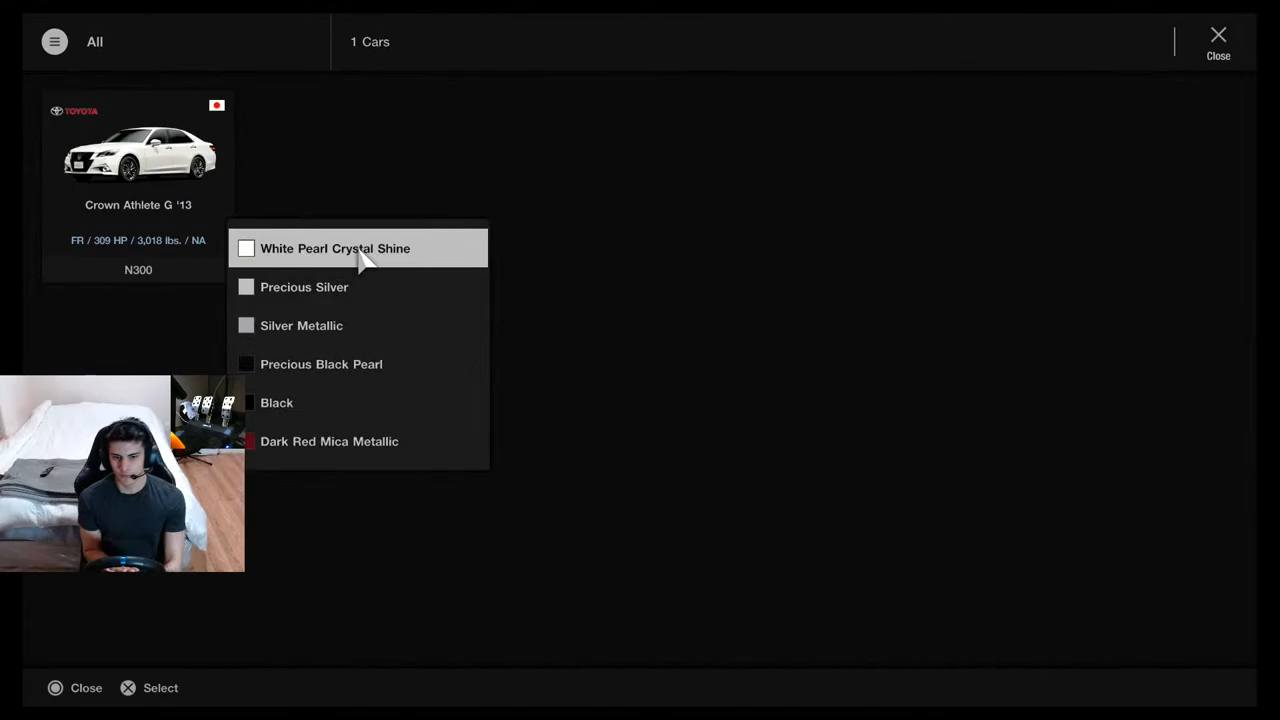 All
1 Cars
Close
TOYOTA
Crown Athlete G '13
FR / 309 HP / 3,018 lbs. / NA
N300
White Pearl Crystal Shine
Precious Silver
Silver Metallic
Precious Black Pearl
Black
Dark Red Mica Metallic
Close
Select